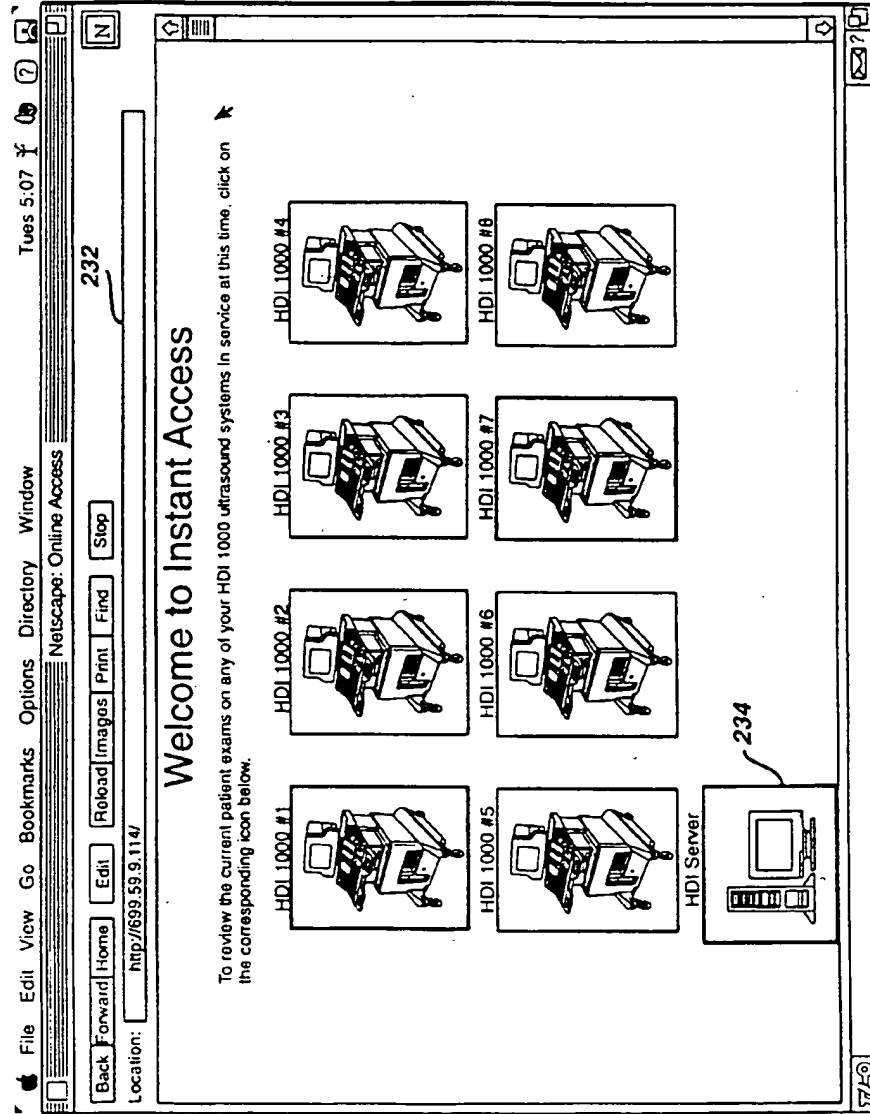 File Edit View Go Bookmarks Options Directory Window Tues 5:07 ?
Netscape: Online Access
Back Forward Home Edit Reload Images Print Find Stop N
232
Location: http://699.59.9.114/
Welcome to Instant Access
To review the current patient exams on any of your HDI 1000 ultrasound systems in service at this time, click on
the corresponding icon below.
HDI 1000 #1 HDI 1000 #2 HDI 1000 #3 HDI 1000 #4
HDI 1000 #5 HDI 1000 #6 HDI 1000 #7 HDI 1000 #8
HDI Server
234
?